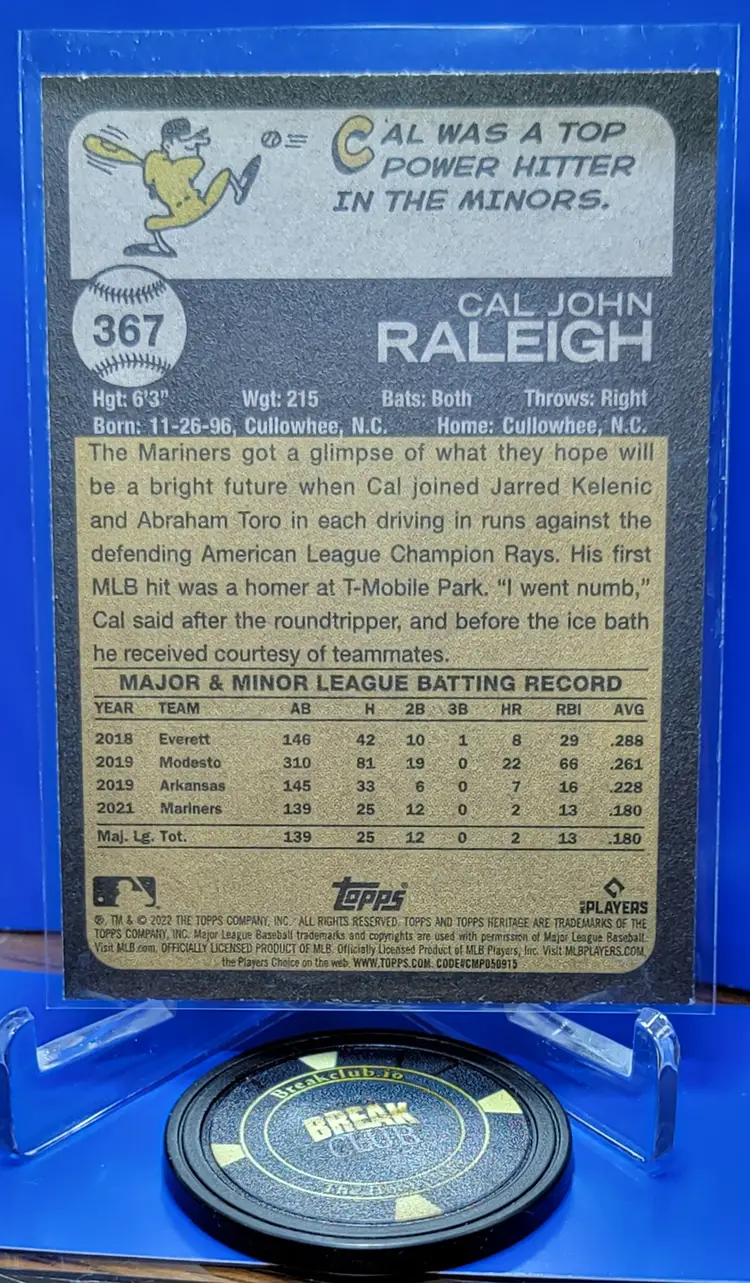 CAL WAS A TOP
POWER HITTER
IN THE MINORS.
367
CAL JOHN
RALEIGH
Hgt: 6'3" Wgt: 215 Bats: Both Throws: Right
Born: 11-26-96, Cullowhee, N.C. Home: Cullowhee, N.C.
The Mariners got a glimpse of what they hope will
be a bright future when Cal joined Jarred Kelenic
and Abraham Toro in each driving in runs against the
defending American League Champion Rays. His first
MLB hit was a homer at T-Mobile Park. “I went numb,”
Cal said after the roundtripper, and before the ice bath
he received courtesy of teammates.
MAJOR & MINOR LEAGUE BATTING RECORD
YEAR TEAM AB H 2B 3B HR RBI AVG
2018 Everett 146 42 10 1 8 29 .288
2019 Modesto 310 81 19 0 22 66 .261
2019 Arkansas 145 33 6 0 7 16 .228
2021 Mariners 139 25 12 0 2 13 .180
Maj. Lg. Tot. 139 25 12 0 2 13 .180
topps
PLAYERS
®, TM & © 2022 THE TOPPS COMPANY, INC. ALL RIGHTS RESERVED. TOPPS AND TOPPS HERITAGE ARE TRADEMARKS OF THE
TOPPS COMPANY, INC. Major League Baseball trademarks and copyrights are used with permission of Major League Baseball.
Visit MLB.com. OFFICIALLY LICENSED PRODUCT OF MLB. Officially Licensed Product of MLB Players, Inc. Visit MLBPLAYERS.COM,
the Players Choice on the web. WWW.TOPPS.COM. CODE#CMP050915
Breakclub.io
BREAK
CLUB